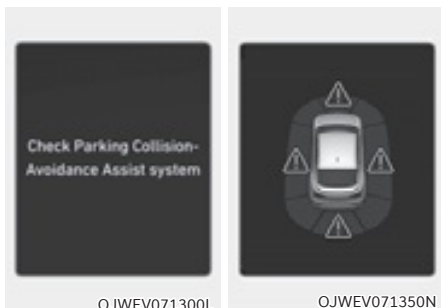 Check Parking Collision-
Avoidance Assist system
OJWEV071300L
OJWEV071350N